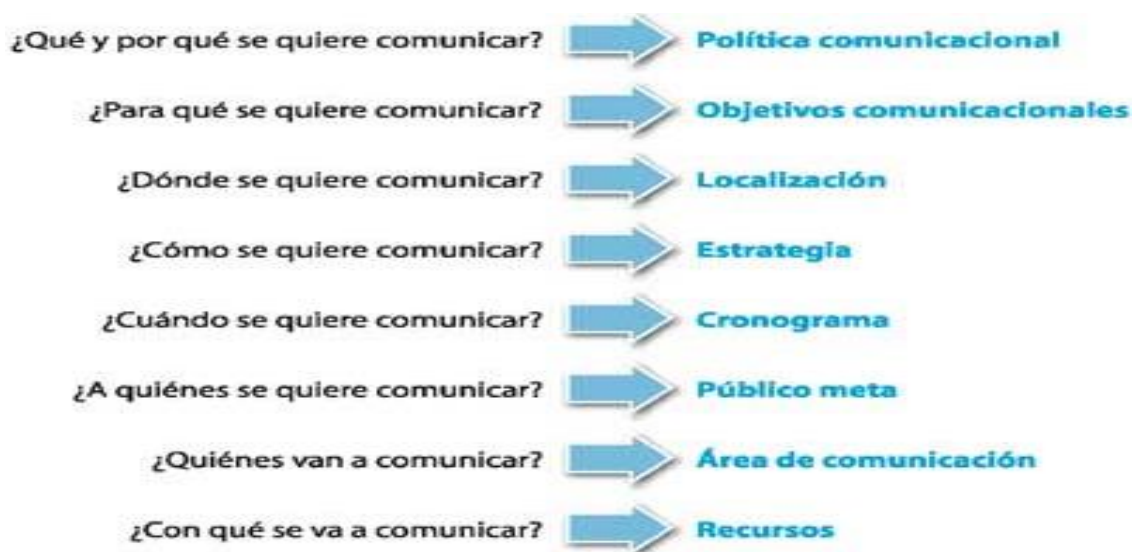 ¿Qué y por qué se quiere comunicar? Política comunicacional
¿Para qué se quiere comunicar? Objetivos comunicacionales
¿Dónde se quiere comunicar? Localización
¿Cómo se quiere comunicar? Estrategia
¿Cuándo se quiere comunicar? Cronograma
¿A quiénes se quiere comunicar? Público meta
¿Quiénes van a comunicar? Área de comunicación
¿Con qué se va a comunicar? Recursos